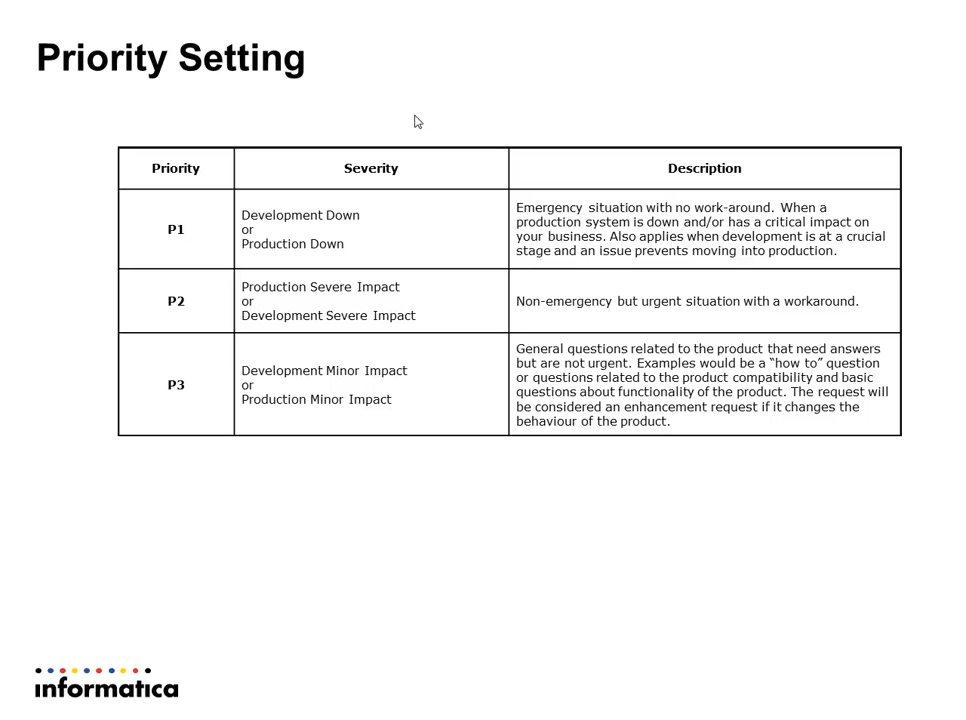 Priority Setting
Priority Severity Description
P1
Development Down
or
Production Down
Emergency situation with no work-around. When a
production system is down and/or has a critical impact on
your business. Also applies when development is at a crucial
stage and an issue prevents moving into production.
P2
Production Severe Impact
or
Development Severe Impact
Non-emergency but urgent situation with a workaround.
P3
Development Minor Impact
or
Production Minor Impact
General questions related to the product that need answers
but are not urgent. Examples would be a “how to” question
or questions related to the product compatibility and basic
questions about functionality of the product. The request will
be considered an enhancement request if it changes the
behaviour of the product.
informatica